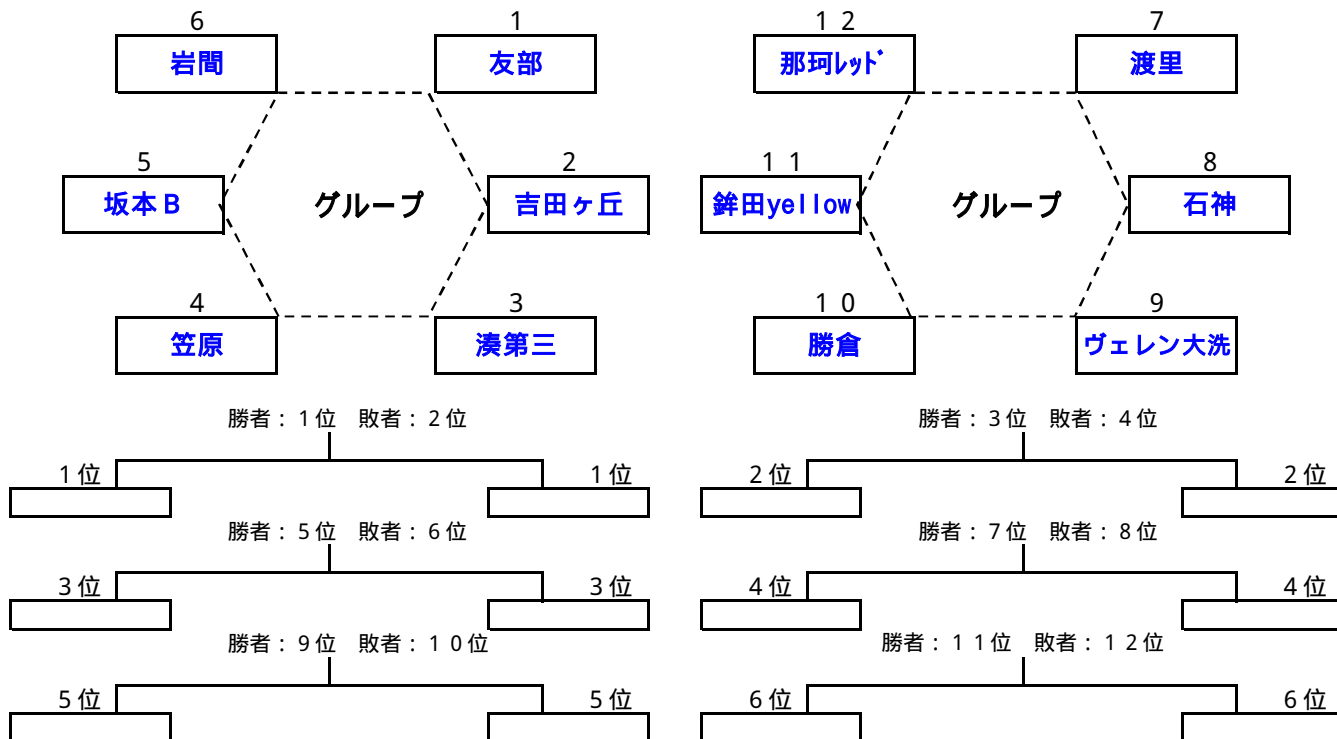 6 1 12 7
岩間 友部 那珂ﾚｯﾄﾞ 渡里
5 2 11 8
坂本B グループ 吉田ヶ丘 鉾田yellow グループ 石神
4 3 10 9
笠原 湊第三 勝倉 ヴェレン大洗
勝者：1位 敗者：2位 勝者：3位 敗者：4位
1位 1位 2位 2位
勝者：5位 敗者：6位 勝者：7位 敗者：8位
3位 3位 4位 4位
勝者：9位 敗者：10位 勝者：11位 敗者：12位
5位 5位 6位 6位